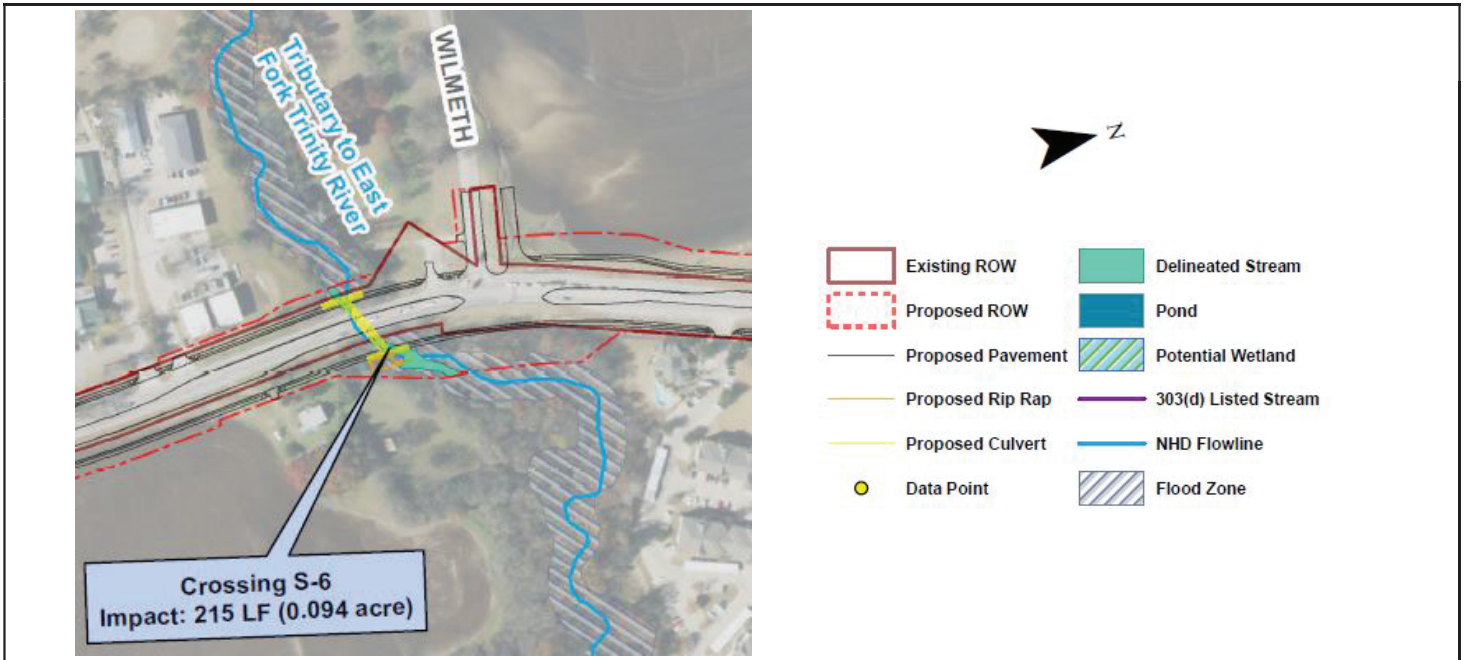 Tributary to East
Fork Trinity River
WILMETH
Crossing S-6
Impact: 215 LF (0.094 acre)
N
Existing ROW
Proposed ROW
Proposed Pavement
Proposed Rip Rap
Proposed Culvert
Data Point
Delineated Stream
Pond
Potential Wetland
303(d) Listed Stream
NHD Flowline
Flood Zone